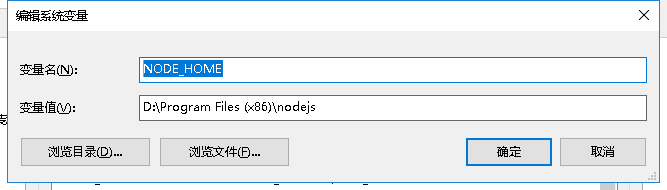 编辑系统变量
变量名(N):
NODE_HOME
变量值(V):
D:\Program Files (x86)\nodejs
浏览目录(D)...
浏览文件(F)...
确定
取消